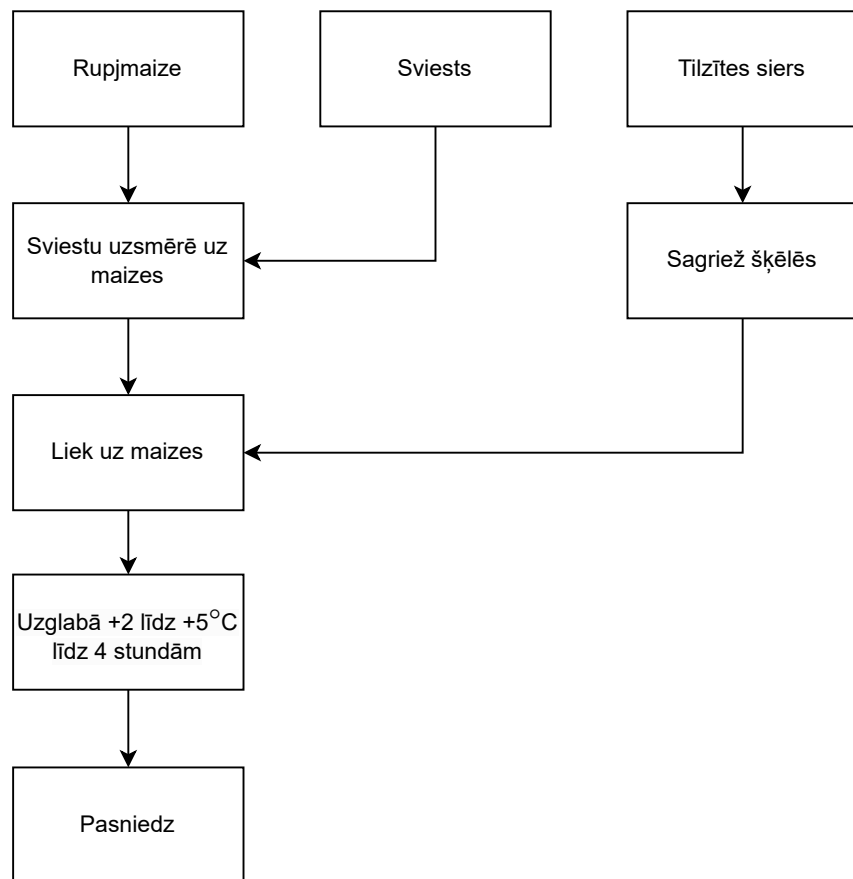 Rupjmaize
Sviests
Tilzītes siers
Sviestu uzsmērē uz
maizes
Sagriež šķēlēs
Liek uz maizes
Uzglabā +2 līdz +5°C
līdz 4 stundām
Pasniedz